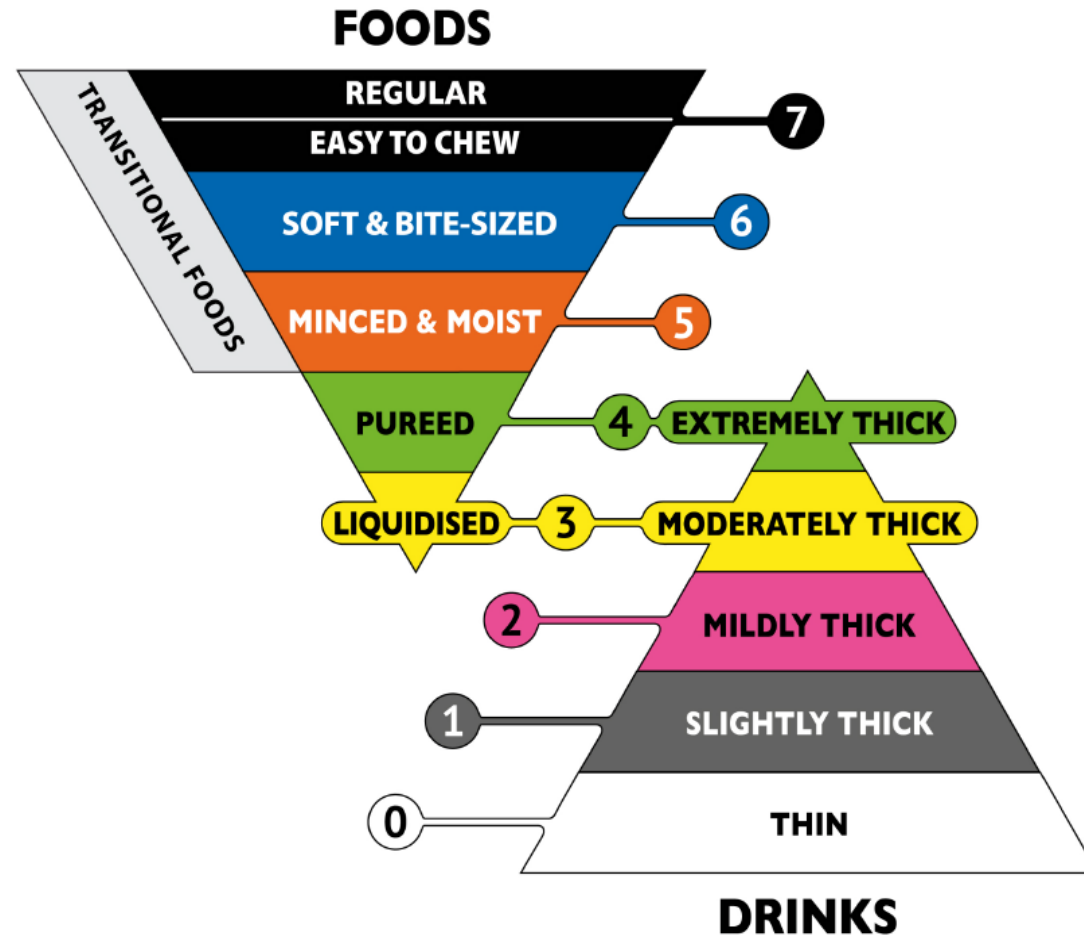 FOODS
TRANSITIONAL FOODS
REGULAR
7
EASY TO CHEW
SOFT & BITE-SIZED
6
MINCED & MOIST
5
PUREED
4
EXTREMELY THICK
LIQUIDISED
3
MODERATELY THICK
2
MILDLY THICK
1
SLIGHTLY THICK
0
THIN
DRINKS